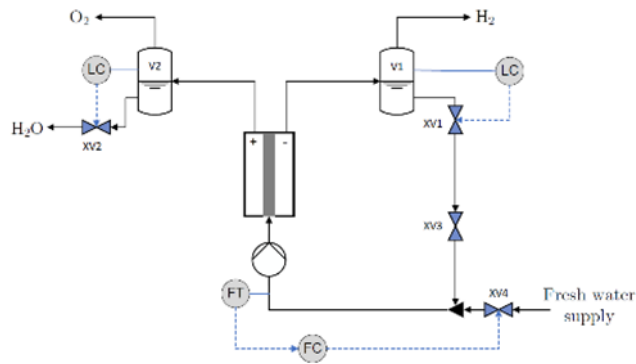 O₂
H₂
LC
V2
V1
LC
H₂O
XV2
XV1
+ -
XV3
FT
XV4
Fresh water
supply
FC